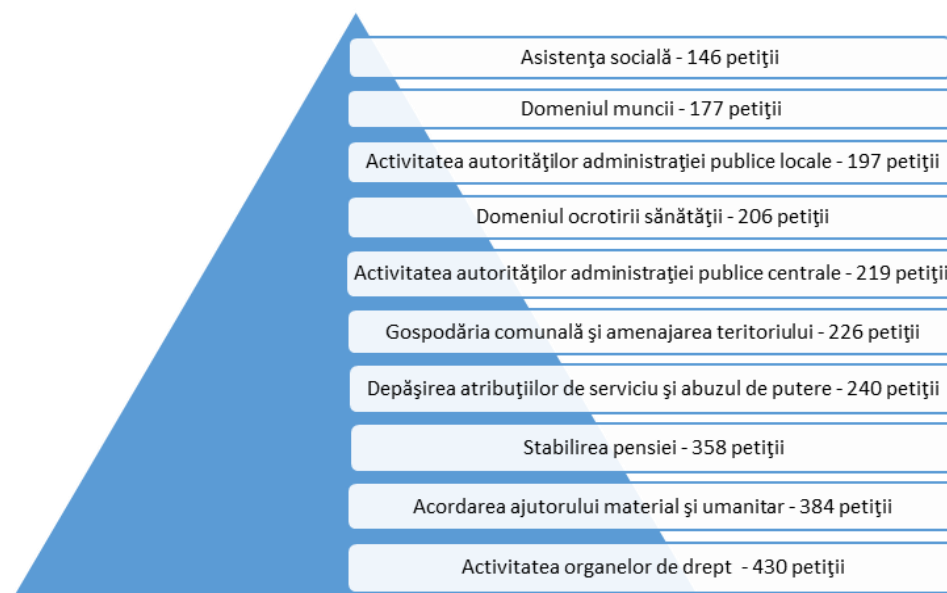 Asistenţa socială - 146 petiţii
Domeniul muncii - 177 petiţii
Activitatea autorităţilor administraţiei publice locale - 197 petiţii
Domeniul ocrotirii sănătăţii - 206 petiţii
Activitatea autorităţilor administraţiei publice centrale - 219 petiţii
Gospodăria comunală şi amenajarea teritoriului - 226 petiţii
Depăşirea atribuţiilor de serviciu şi abuzul de putere - 240 petiţii
Stabilirea pensiei - 358 petiţii
Acordarea ajutorului material şi umanitar - 384 petiţii
Activitatea organelor de drept - 430 petiţii